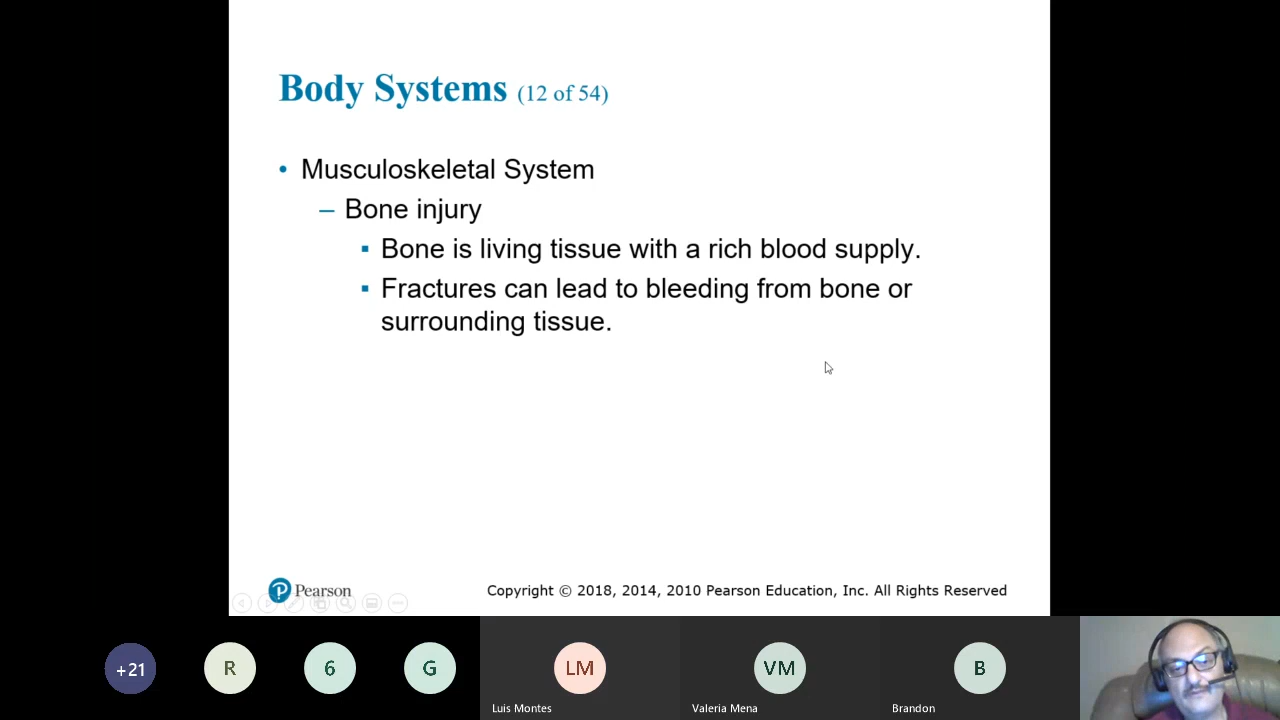 Body Systems (12 of 54)
• Musculoskeletal System
– Bone injury
▪ Bone is living tissue with a rich blood supply.
▪ Fractures can lead to bleeding from bone or
surrounding tissue.
Pearson
Copyright © 2018, 2014, 2010 Pearson Education, Inc. All Rights Reserved
+21
R
6
G
LM
VM
B
Luis Montes
Valeria Mena
Brandon